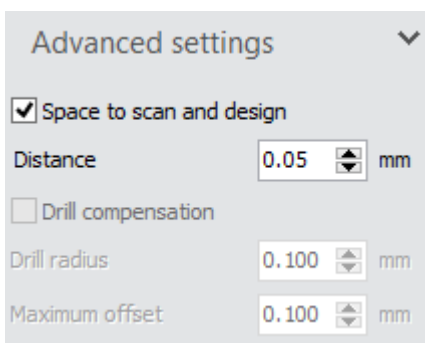 Advanced settings
Space to scan and design
Distance 0.05 mm
Drill compensation
Drill radius 0.100 mm
Maximum offset 0.100 mm